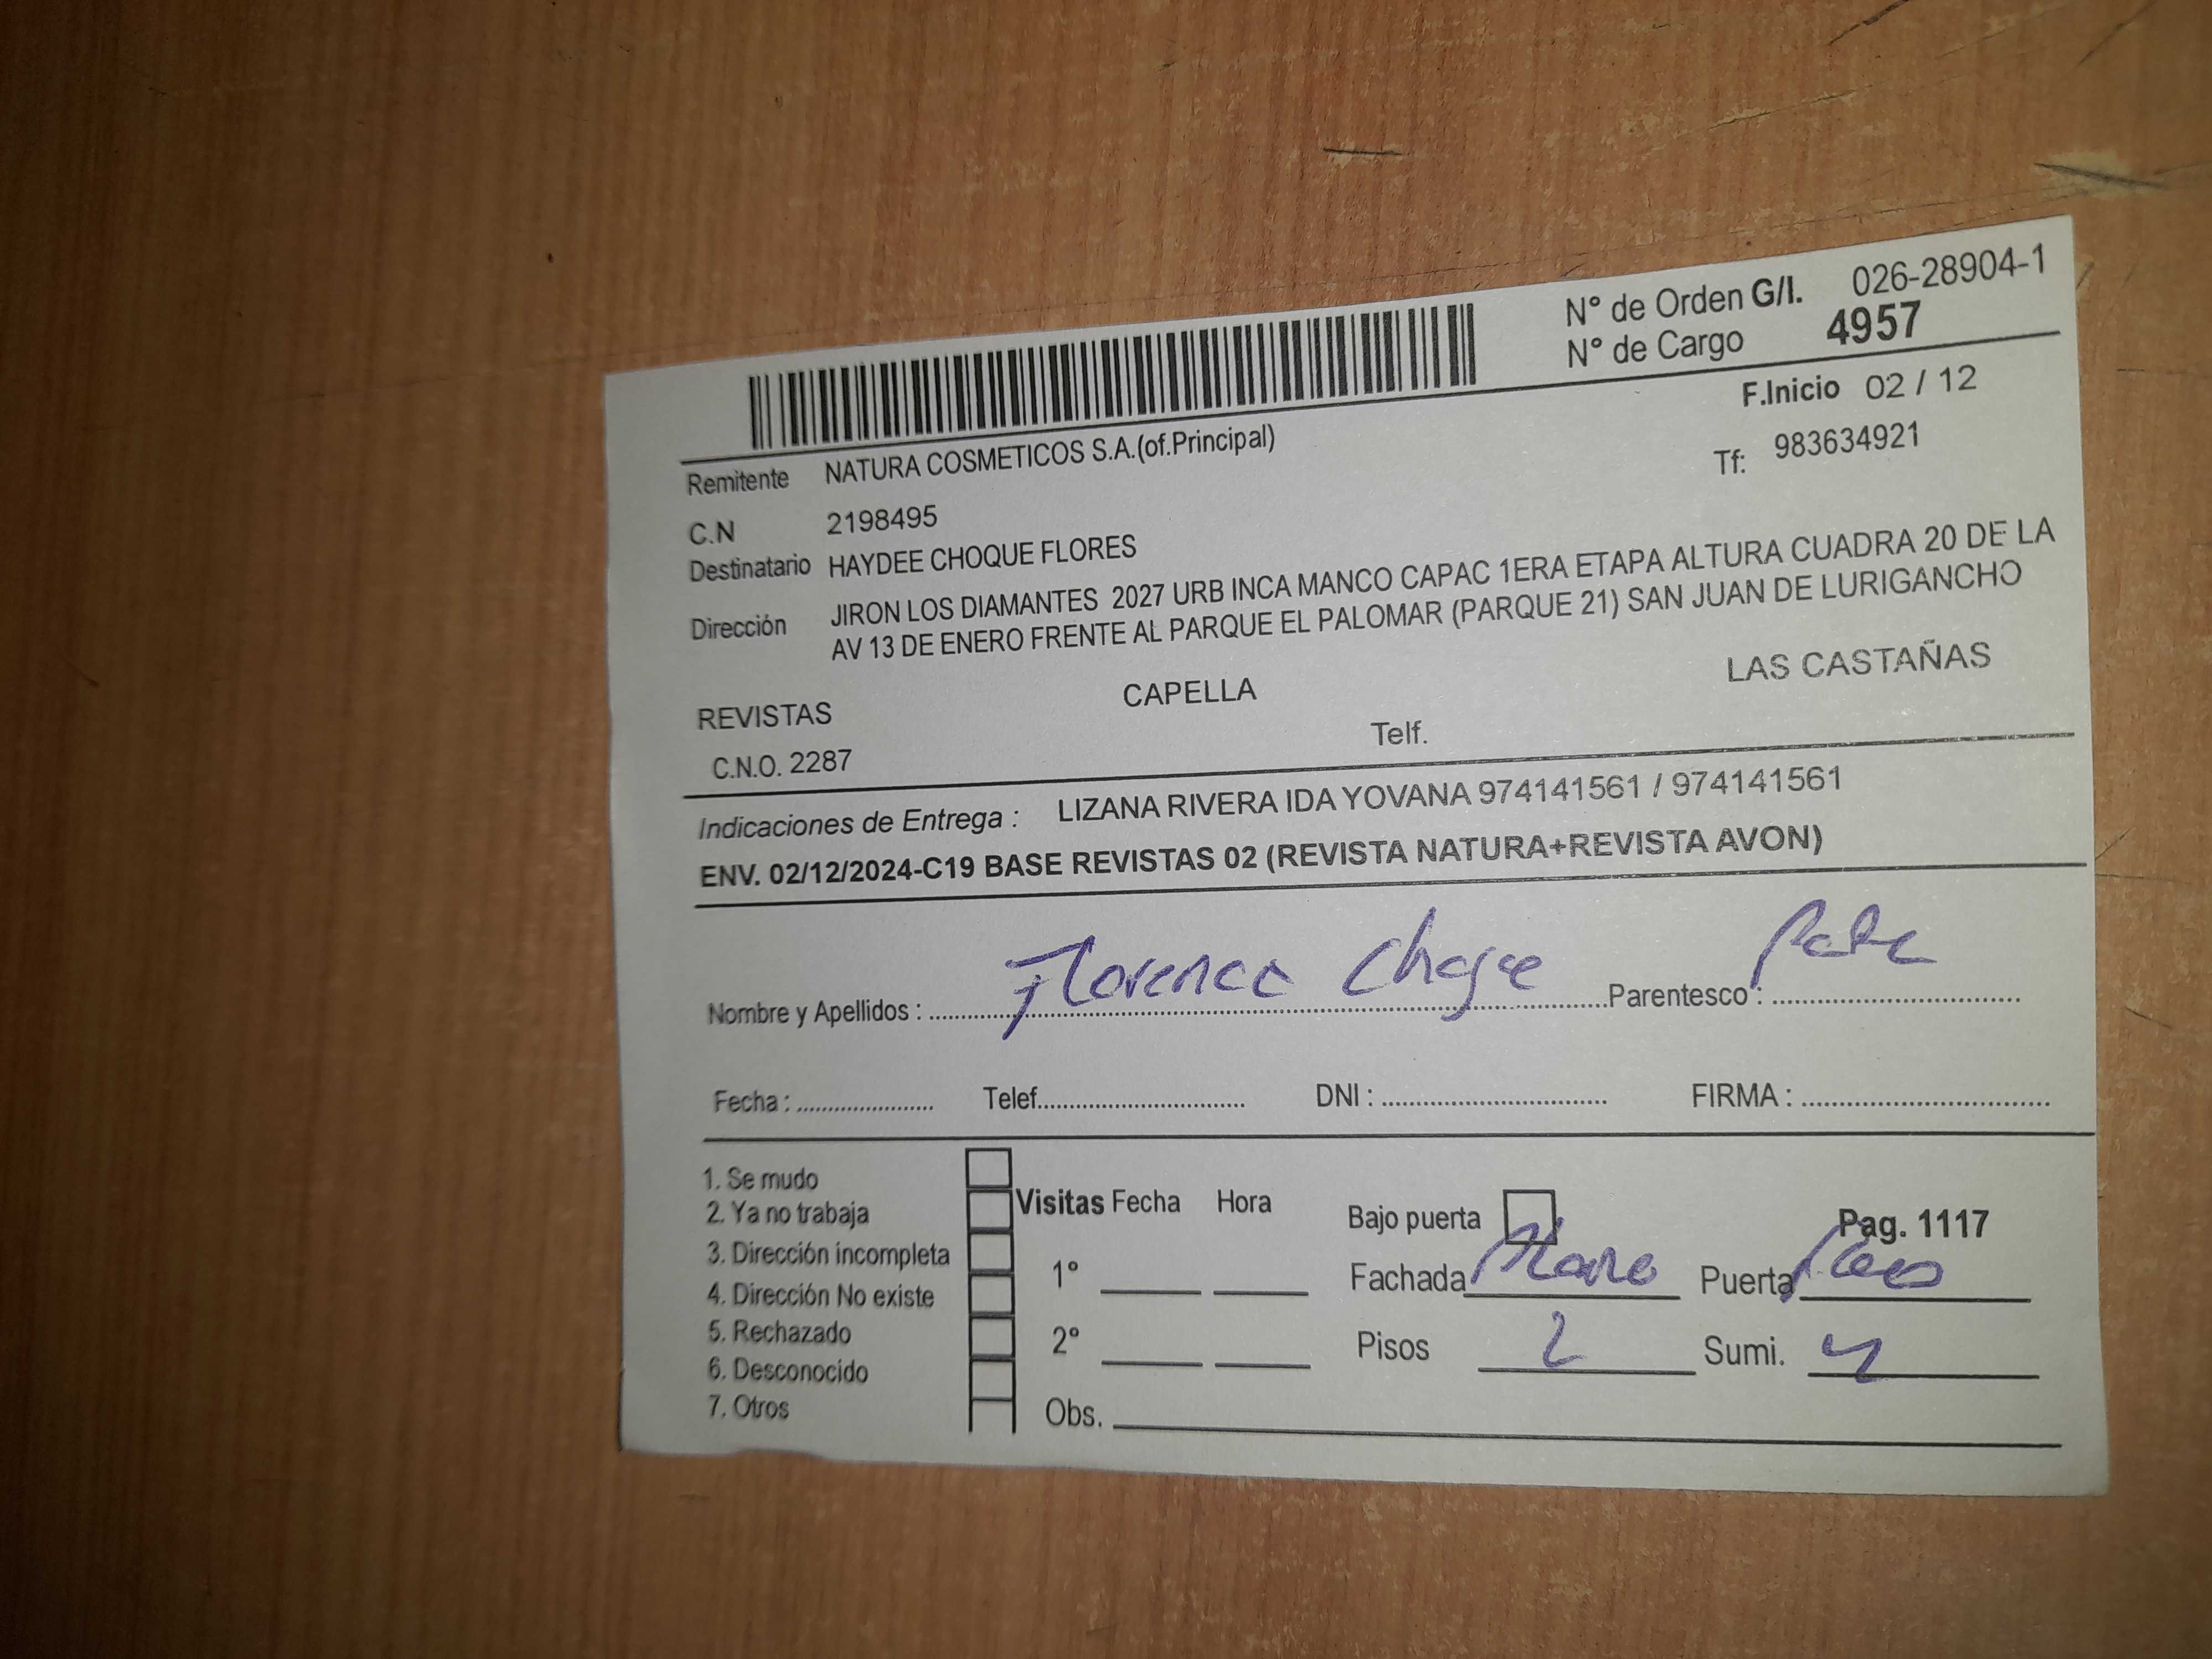 N° de Orden G/I. 026-28904-1
N° de Cargo 4957
F.Inicio 02 / 12
Remitente NATURA COSMETICOS S.A.(of.Principal)
Tf: 983634921
C.N 2198495
Destinatario HAYDEE CHOQUE FLORES
Dirección JIRON LOS DIAMANTES 2027 URB INCA MANCO CAPAC 1ERA ETAPA ALTURA CUADRA 20 DE LA
AV 13 DE ENERO FRENTE AL PARQUE EL PALOMAR (PARQUE 21) SAN JUAN DE LURIGANCHO
REVISTAS CAPELLA LAS CASTAÑAS
C.N.O. 2287 Telf.
Indicaciones de Entrega : LIZANA RIVERA IDA YOVANA 974141561 / 974141561
ENV. 02/12/2024-C19 BASE REVISTAS 02 (REVISTA NATURA+REVISTA AVON)
Nombre y Apellidos : Choque Parentesco :
Fecha : Telef. DNI : FIRMA :
1. Se mudo
2. Ya no trabaja
3. Dirección incompleta
4. Dirección No existe
5. Rechazado
6. Desconocido
7. Otros
Visitas Fecha Hora
1°
2°
Obs.
Bajo puerta Pag. 1117
Fachada Puerta
Pisos 2 Sumi.